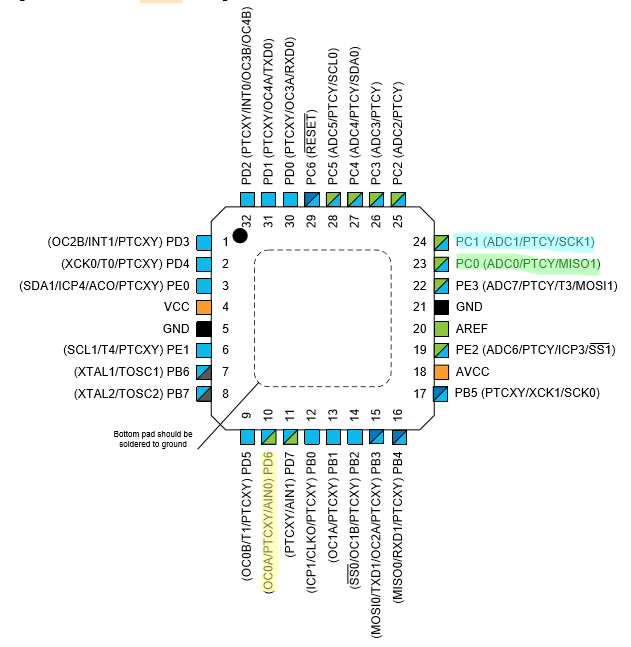 PD2 (PTCXY/INT0/OC3B/OC4B)
PD1 (PTCXY/OC4A/TXD0)
PD0 (PTCXY/OC3A/RXD0)
PC6 (RESET)
PC5 (ADC5/PTCY/SCL0)
PC4 (ADC4/PTCY/SDA0)
PC3 (ADC3/PTCY)
PC2 (ADC2/PTCY)
32
31
30
29
28
27
26
25
(OC2B/INT1/PTCXY) PD3
1
(XCK0/T0/PTCXY) PD4
2
(SDA1/ICP4/ACO/PTCXY) PE0
3
VCC
4
GND
5
(SCL1/T4/PTCXY) PE1
6
(XTAL1/TOSC1) PB6
7
(XTAL2/TOSC2) PB7
8
24
PC1 (ADC1/PTCY/SCK1)
23
PC0 (ADC0/PTCY/MISO1)
22
PE3 (ADC7/PTCY/T3/MOSI1)
21
GND
20
AREF
19
PE2 (ADC6/PTCY/ICP3/SS1)
18
AVCC
17
PB5 (PTCXY/XCK1/SCK0)
9
10
11
12
13
14
15
16
Bottom pad should be
soldered to ground
(OC0B/T1/PTCXY) PD5
(OC0A/PTCXY/AIN0) PD6
(PTCXY/AIN1) PD7
(ICP1/CLKO/PTCXY) PB0
(OC1A/PTCXY) PB1
(SS0/OC1B/PTCXY) PB2
(MOSI0/TXD1/OC2A/PTCXY) PB3
(MISO0/RXD1/PTCXY) PB4